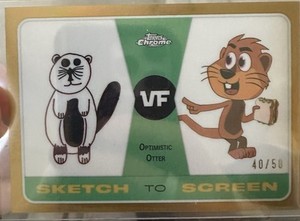 Topps
Chrome
VF
OPTIMISTIC
OTTER
40/50
SKETCH TO SCREEN